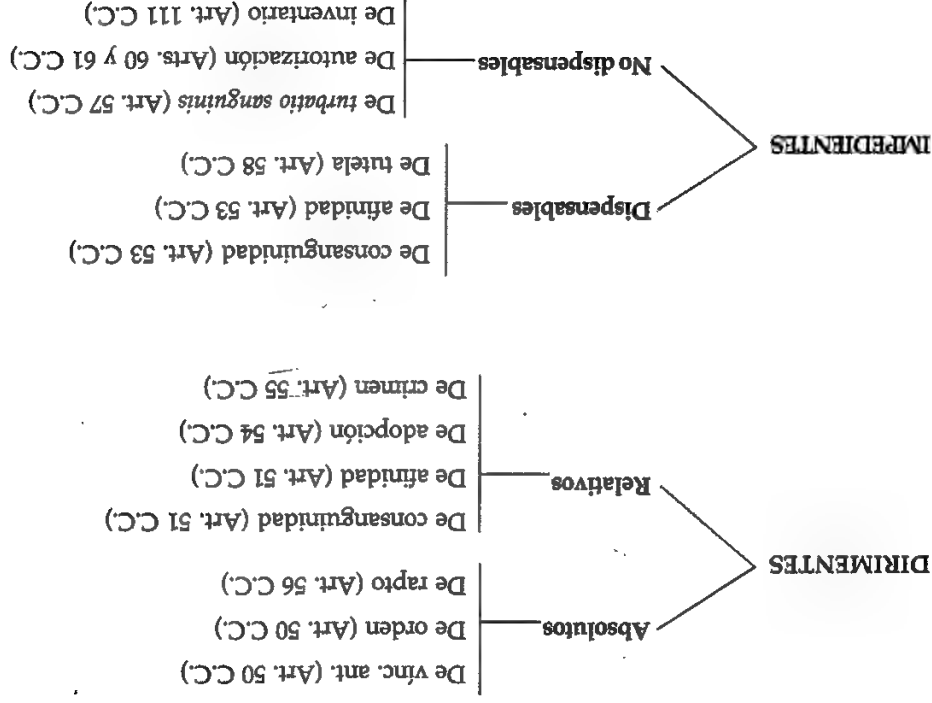 DIRIMENTES
Absolutos
De vínc. ant. (Art. 50 C.C.)
De orden (Art. 50 C.C.)
De rapto (Art. 56 C.C.)
Relativos
De consanguinidad (Art. 51 C.C.)
De afinidad (Art. 51 C.C.)
De adopción (Art. 54 C.C.)
De crimen (Art. 55 C.C.)
IMPEDIENTES
Dispensables
De consanguinidad (Art. 53 C.C.)
De afinidad (Art. 53 C.C.)
De tutela (Art. 58 C.C.)
No dispensables
De turbatio sanguinis (Art. 57 C.C.)
De autorización (Arts. 60 y 61 C.C.)
De inventario (Art. 111 C.C.)